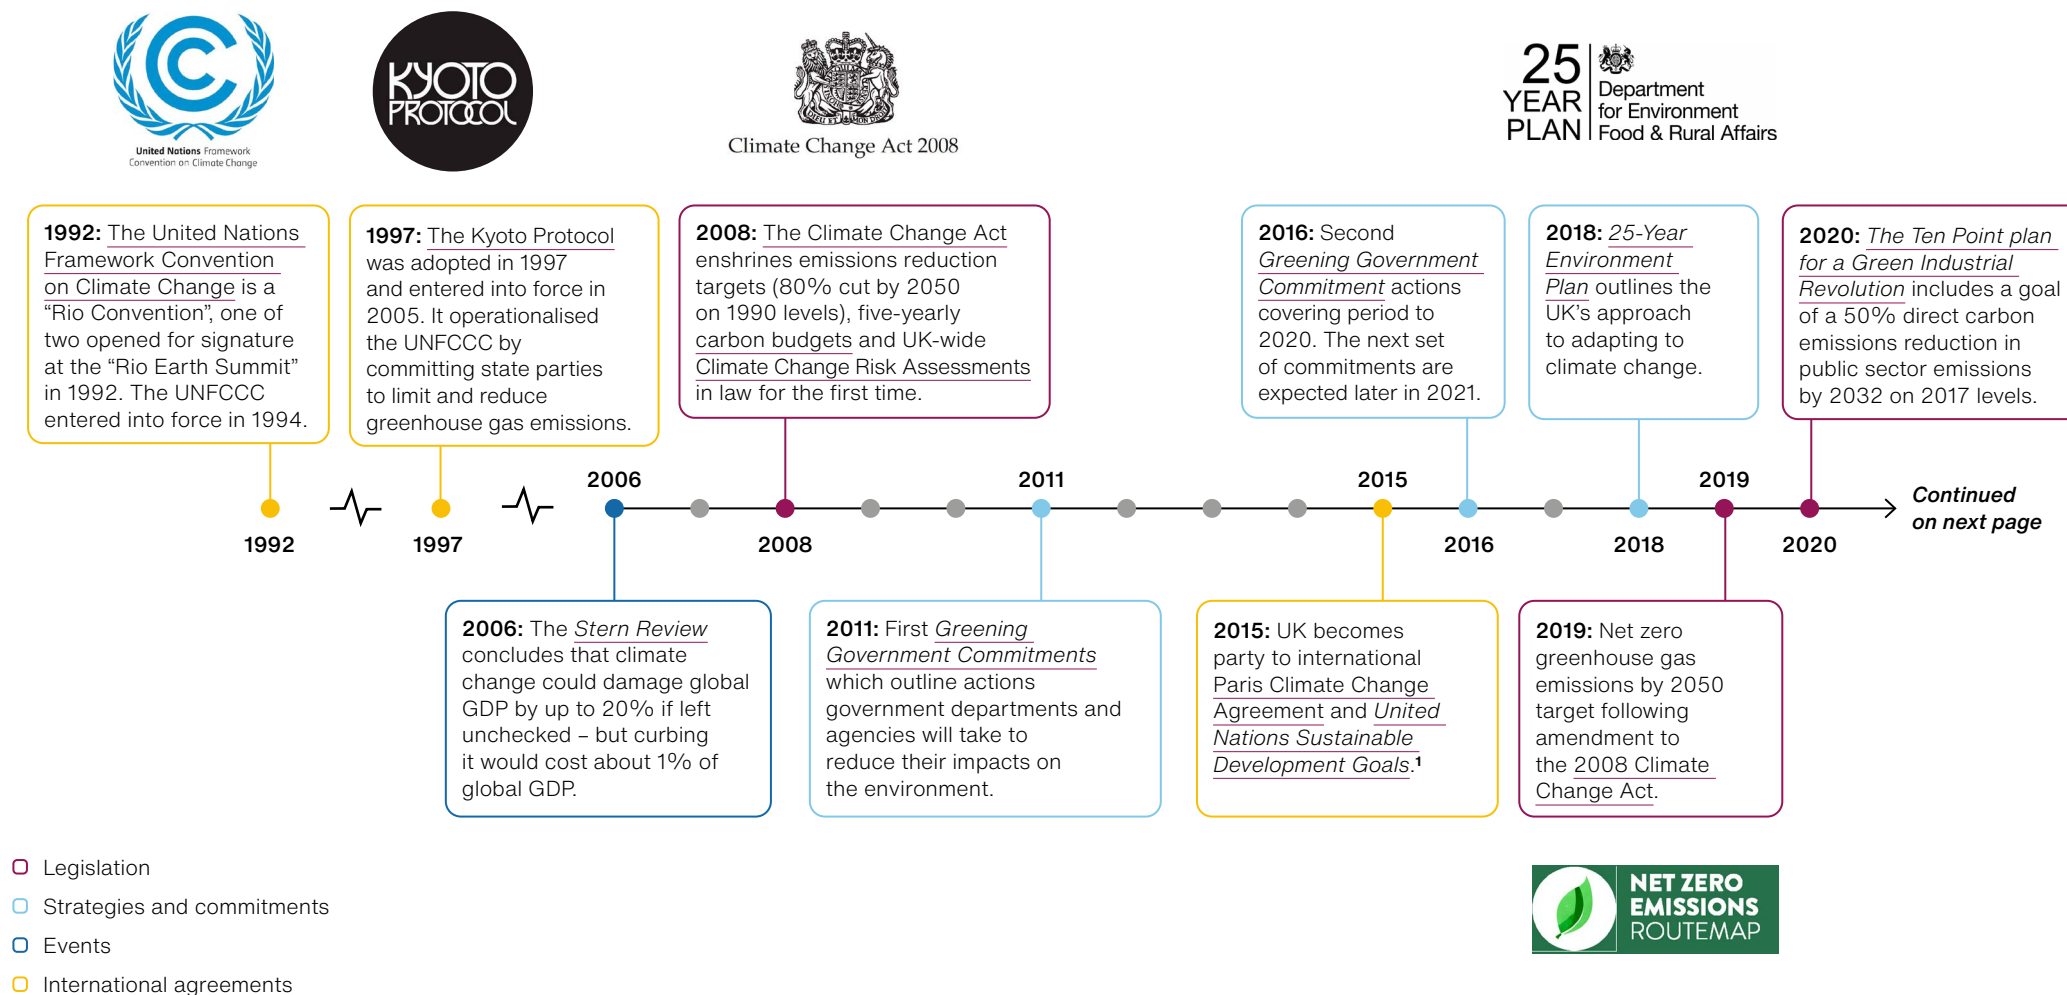 United Nations Framework
Convention on Climate Change
KYOTO
PROTOCOL
Climate Change Act 2008
25
YEAR
PLAN
Department
for Environment
Food & Rural Affairs
1992: The United Nations
Framework Convention
on Climate Change is a
“Rio Convention”, one of
two opened for signature
at the “Rio Earth Summit”
in 1992. The UNFCCC
entered into force in 1994.
1997: The Kyoto Protocol
was adopted in 1997
and entered into force in
2005. It operationalised
the UNFCCC by
committing state parties
to limit and reduce
greenhouse gas emissions.
2008: The Climate Change Act
enshrines emissions reduction
targets (80% cut by 2050
on 1990 levels), five-yearly
carbon budgets and UK-wide
Climate Change Risk Assessments
in law for the first time.
2016: Second
Greening Government
Commitment actions
covering period to
2020. The next set
of commitments are
expected later in 2021.
2018: 25-Year
Environment
Plan outlines the
UK’s approach
to adapting to
climate change.
2020: The Ten Point plan
for a Green Industrial
Revolution includes a goal
of a 50% direct carbon
emissions reduction in
public sector emissions
by 2032 on 2017 levels.
2006
2011
2015
2019
1992
1997
2008
2016
2018
2020
Continued
on next page
2006: The Stern Review
concludes that climate
change could damage global
GDP by up to 20% if left
unchecked – but curbing
it would cost about 1% of
global GDP.
2011: First Greening
Government Commitments
which outline actions
government departments and
agencies will take to
reduce their impacts on
the environment.
2015: UK becomes
party to international
Paris Climate Change
Agreement and United
Nations Sustainable
Development Goals.1
2019: Net zero
greenhouse gas
emissions by 2050
target following
amendment to
the 2008 Climate
Change Act.
Legislation
Strategies and commitments
Events
International agreements
NET ZERO
EMISSIONS
ROUTEMAP